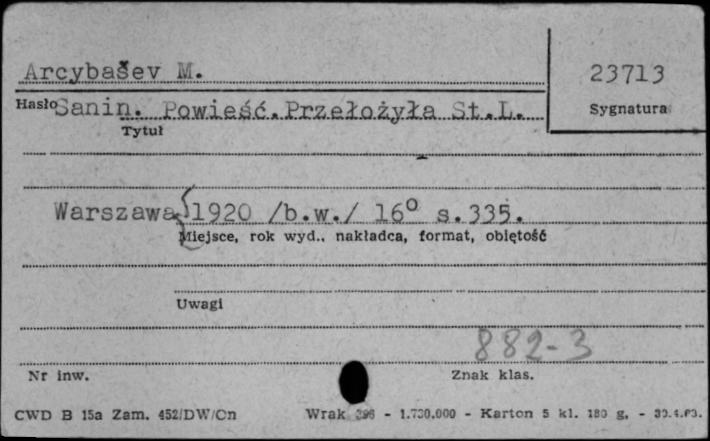 Arcybašev M.
23713
Hasło Sanin. Powieść. Przełożyła St.L.
Sygnatura
Tytuł
Warszawa 1920 /b.w./ 16° s.335.
Miejsce, rok wyd., nakładca, format, objętość
Uwagi
882-3
Nr inw.
Znak klas.
CWD B 15a Zam. 452/DW/Cn Wrak - 1.730.000 - Karton 5 kl. 180 g. -